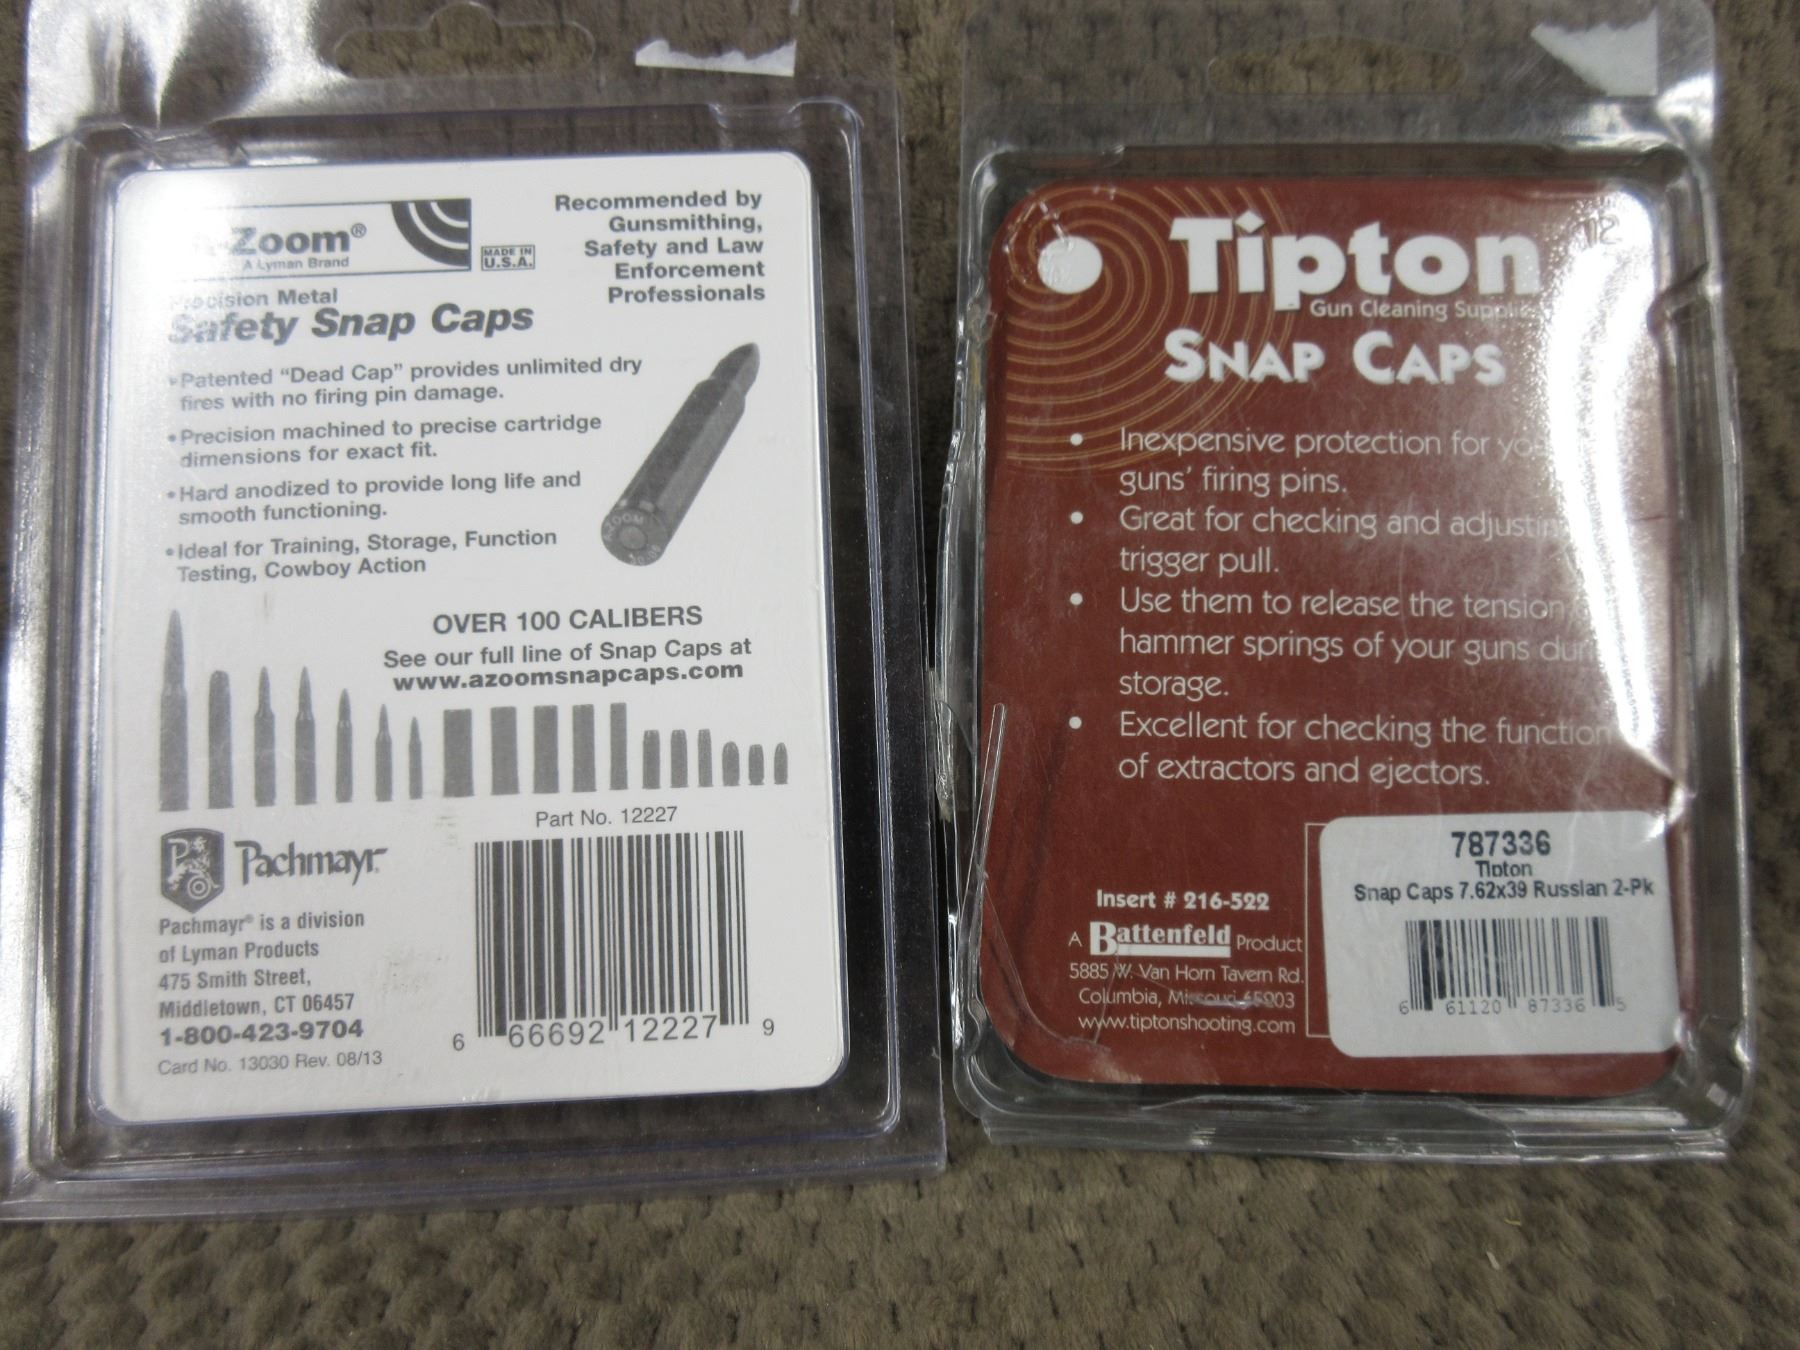 Zoom®
A Lyman Brand
MADE IN
U.S.A.
Recommended by
Gunsmithing,
Safety and Law
Enforcement
Professionals
Precision Metal
Safety Snap Caps
•Patented "Dead Cap" provides unlimited dry
fires with no firing pin damage.
•Precision machined to precise cartridge
dimensions for exact fit.
•Hard anodized to provide long life and
smooth functioning.
•Ideal for Training, Storage, Function
Testing, Cowboy Action
AZOOM
OVER 100 CALIBERS
See our full line of Snap Caps at
www.azoomsnapcaps.com
Part No. 12227
P
Pachmayr®
Pachmayr® is a division
of Lyman Products
475 Smith Street,
Middletown, CT 06457
1-800-423-9704
Card No. 13030 Rev. 08/13
6 66692 12227 9
Tipton
Gun Cleaning
SNAP CAPS
• Inexpensive protection for
guns' firing pins.
• Great for checking and
trigger pull.
• Use them to release the tension
hammer springs of your guns
storage.
• Excellent for checking the function
of extractors and ejectors.
Insert # 216-522
A Battenfeld Product
5885 W. Van Horn Tavern Rd.
Columbia, Missouri 65203
www.tiptonshooting.com
787336
Tipton
Snap Caps 7.62x39 Russian 2-Pk
6 61120 87336 5